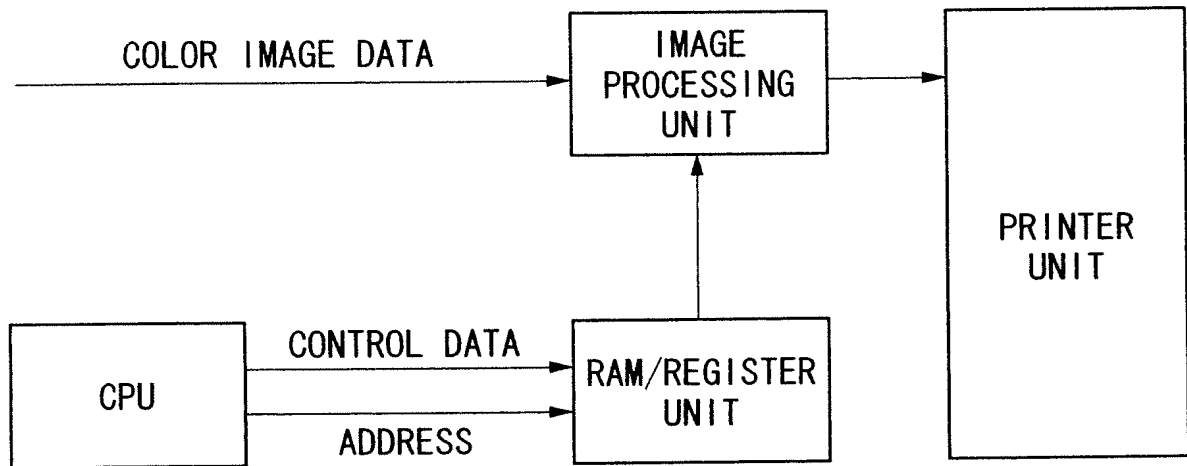 COLOR IMAGE DATA
IMAGE
PROCESSING
UNIT
PRINTER
UNIT
CPU
CONTROL DATA
ADDRESS
RAM/REGISTER
UNIT